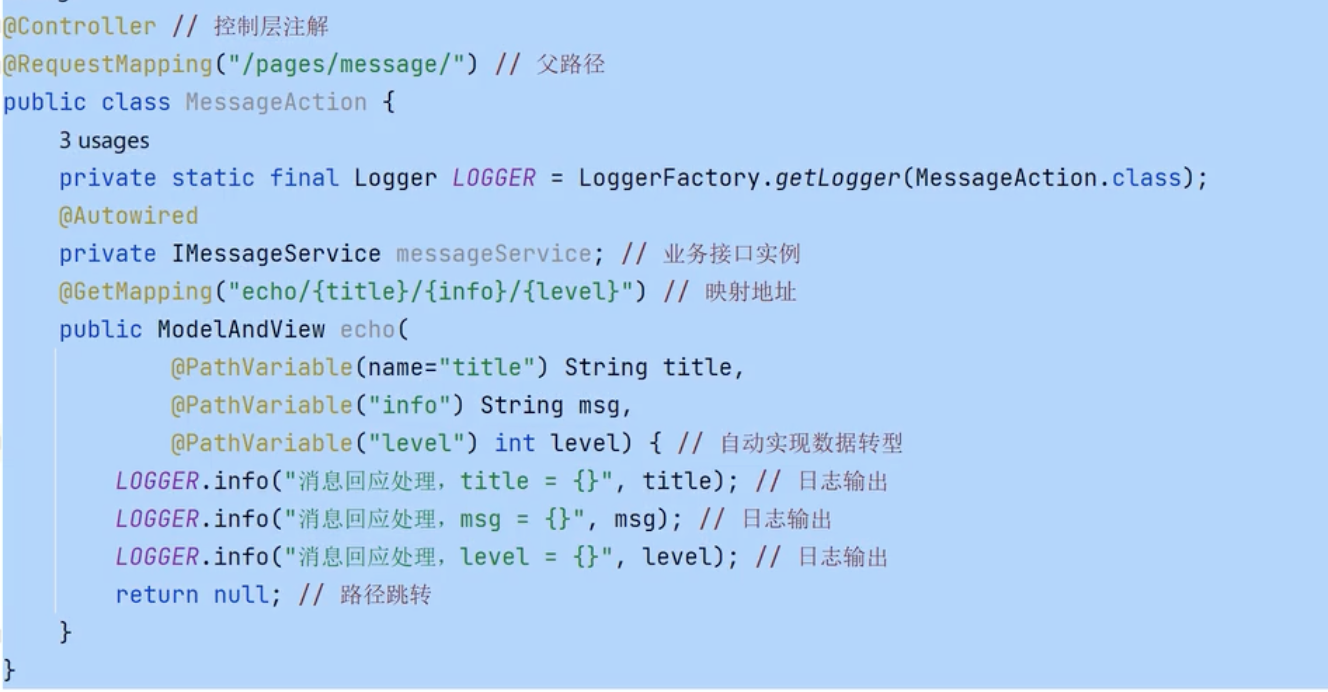 @Controller // 控制层注解
@RequestMapping("/pages/message/") // 父路径
public class MessageAction {
3 usages
private static final Logger LOGGER = LoggerFactory.getLogger(MessageAction.class);
@Autowired
private IMessageService messageService; // 业务接口实例
@GetMapping("echo/{title}/{info}/{level}") // 映射地址
public ModelAndView echo(
@PathVariable(name="title") String title,
@PathVariable("info") String msg,
@PathVariable("level") int level) { // 自动实现数据转型
LOGGER.info("消息回应处理，title = {}", title); // 日志输出
LOGGER.info("消息回应处理，msg = {}", msg); // 日志输出
LOGGER.info("消息回应处理，level = {}", level); // 日志输出
return null; // 路径跳转
}
}